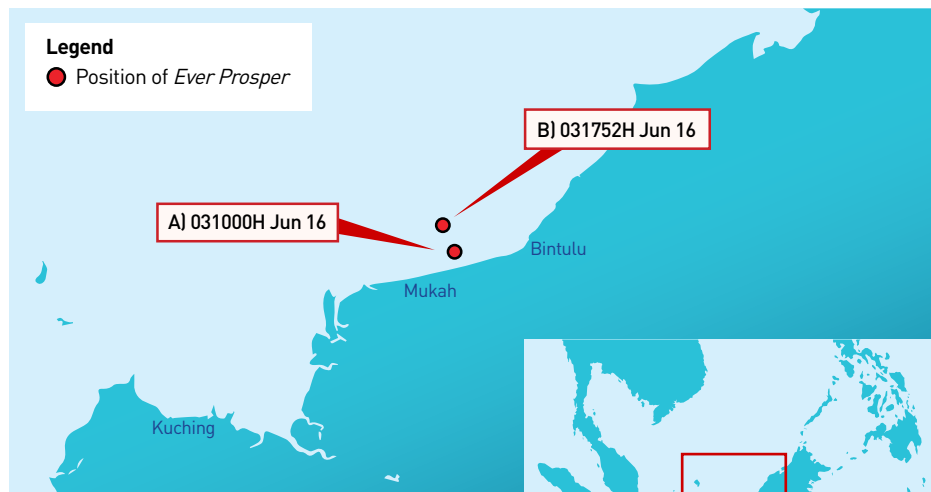 Legend
Position of Ever Prosper
B) 031752H Jun 16
A) 031000H Jun 16
Bintulu
Mukah
Kuching